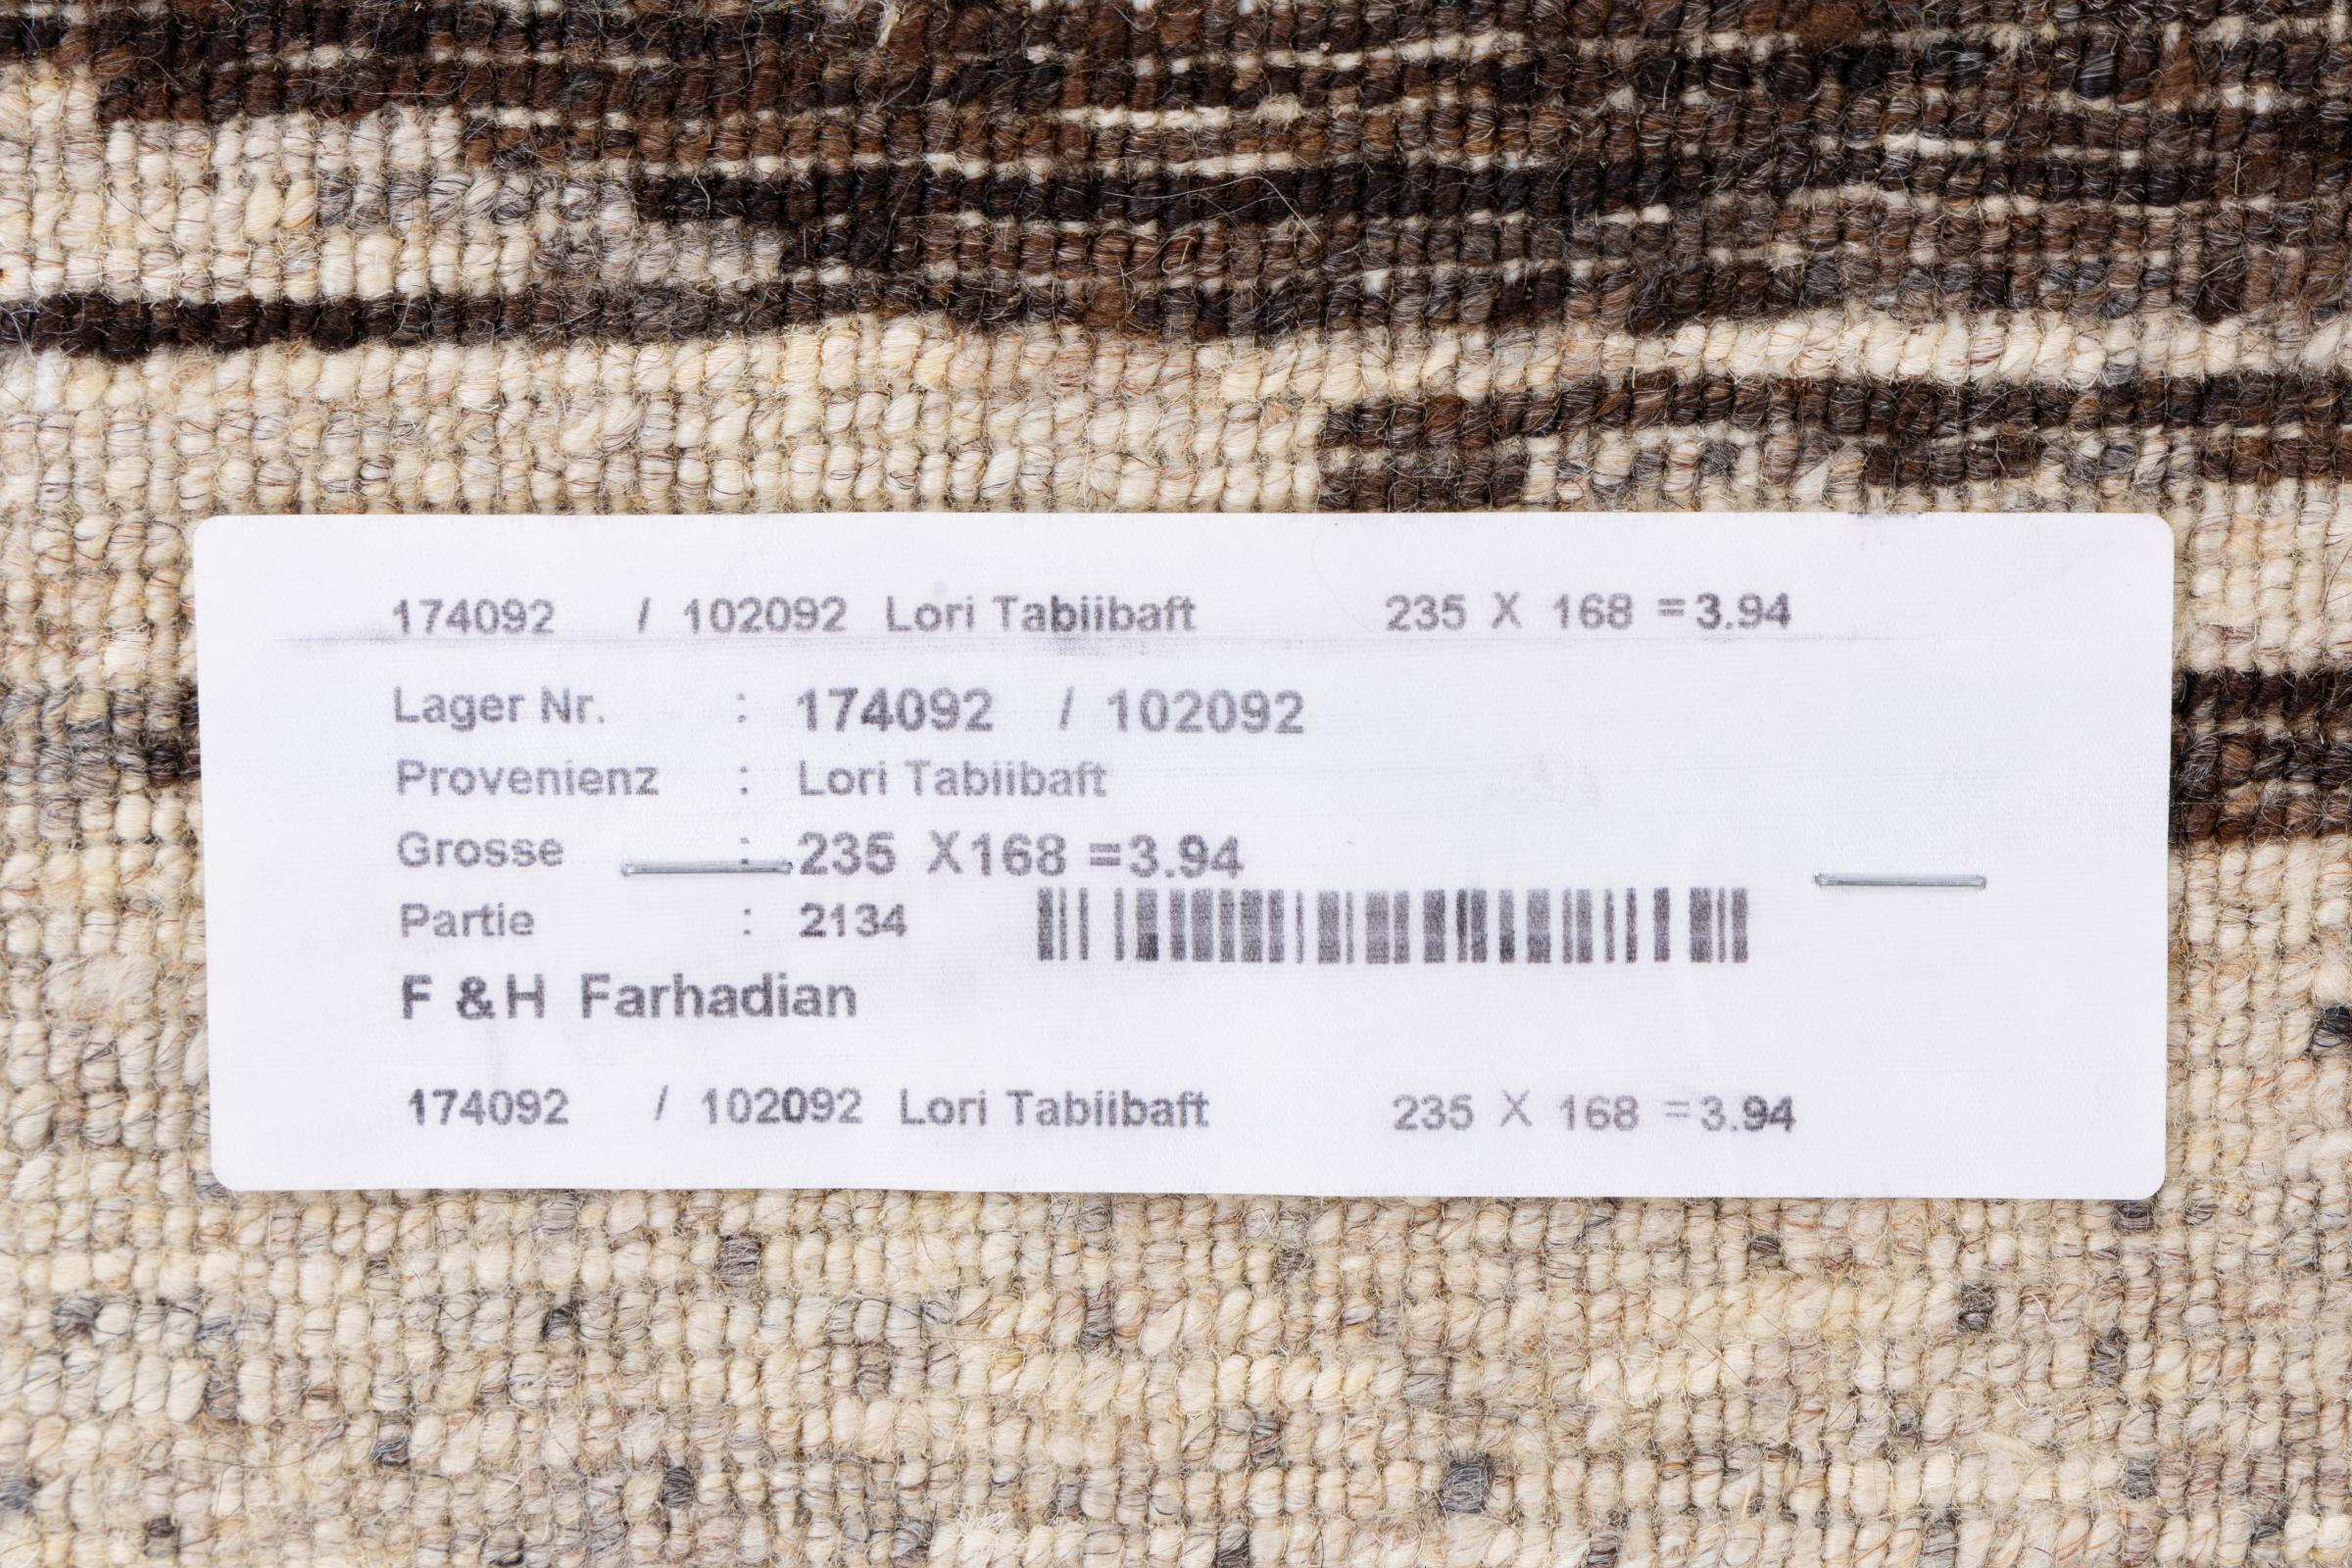 174092 / 102092 Lori Tabiibaft 235 X 168 =3.94
Lager Nr. : 174092 / 102092
Provenienz : Lori Tabiibaft
Grosse : 235 X168 =3.94
Partie : 2134
F &H Farhadian
174092 / 102092 Lori Tabiibaft 235 X 168 =3.94